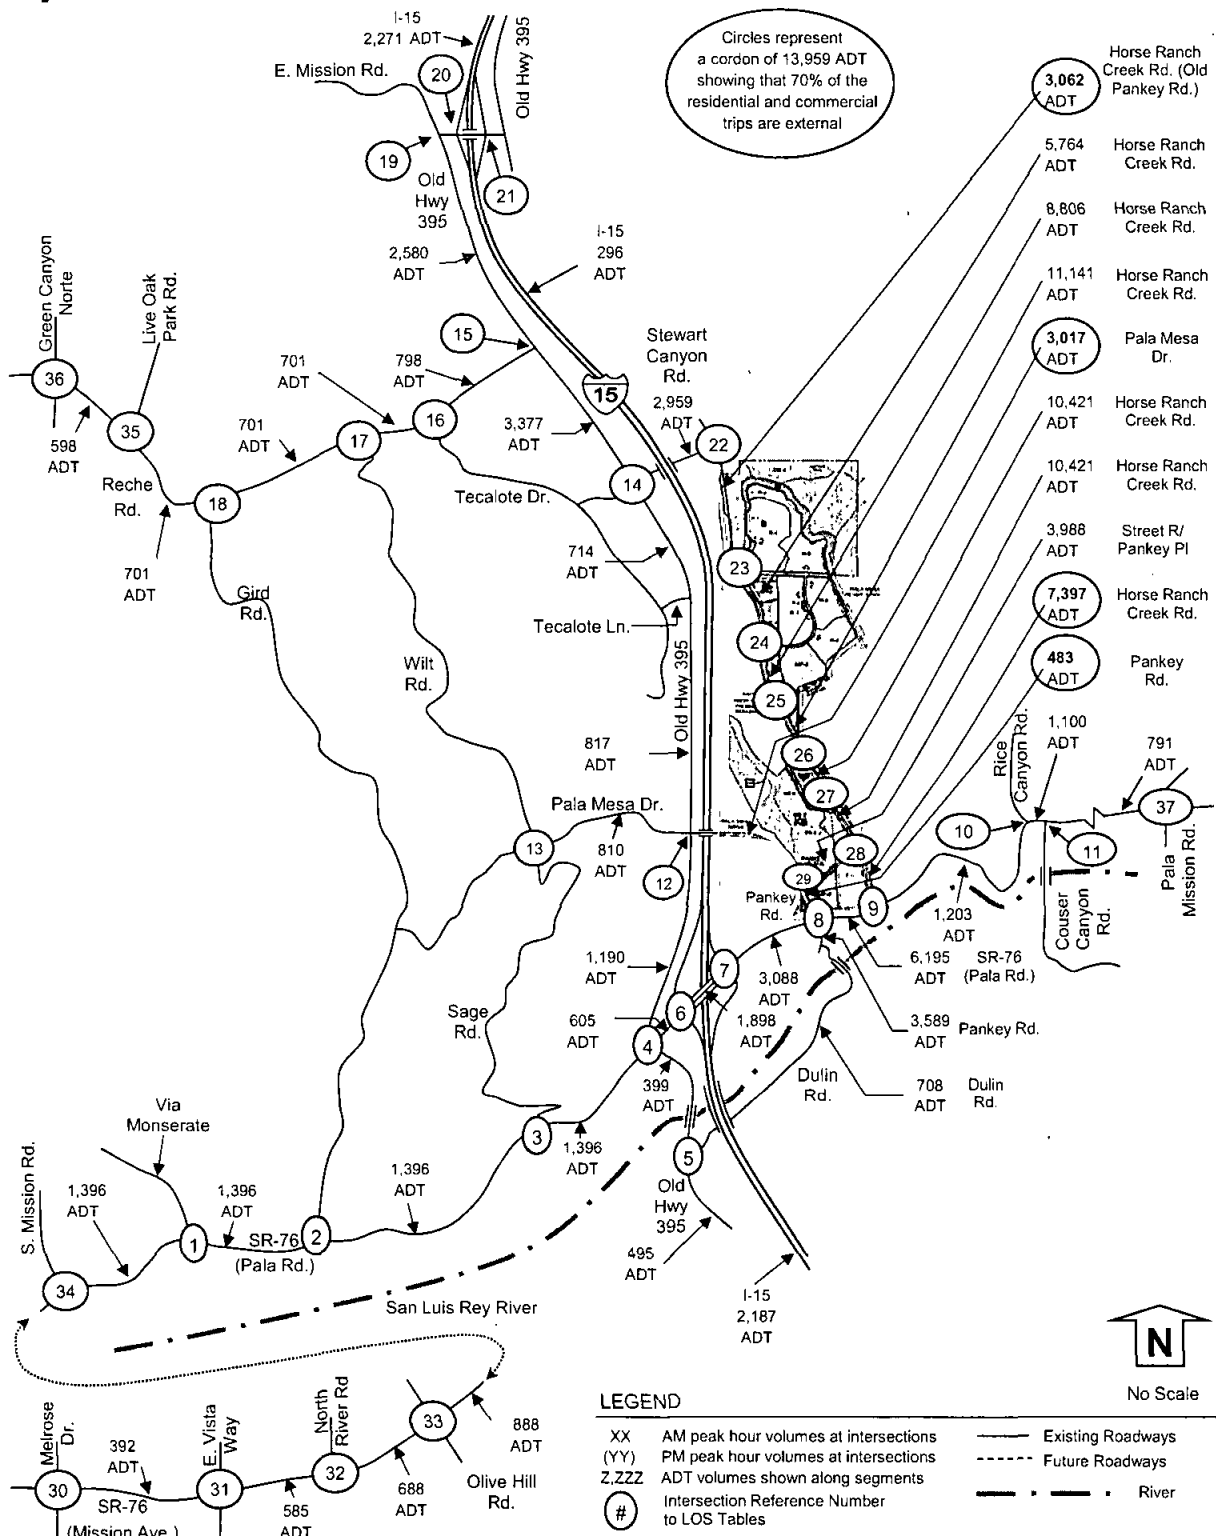 I-15
2,271 ADT
Old Hwy 395
E. Mission Rd.
20
19
21
Old
Hwy
395
2,580
ADT
I-15
296
ADT
Circles represent
a cordon of 13,959 ADT
showing that 70% of the
residential and commercial
trips are external
3,062
ADT
Horse Ranch
Creek Rd. (Old
Pankey Rd.)
5,764
ADT
Horse Ranch
Creek Rd.
8,806
ADT
Horse Ranch
Creek Rd.
11,141
ADT
Horse Ranch
Creek Rd.
3,017
ADT
Pala Mesa
Dr.
10,421
ADT
Horse Ranch
Creek Rd.
10,421
ADT
Horse Ranch
Creek Rd.
3,988
ADT
Street R/
Pankey Pl
7,397
ADT
Horse Ranch
Creek Rd.
483
ADT
Pankey
Rd.
Green Canyon
Norte
Live Oak
Park Rd.
36
598
ADT
35
Reche
Rd.
701
ADT
18
701
ADT
17
701
ADT
16
798
ADT
15
3,377
ADT
15
Stewart
Canyon
Rd.
2,959
ADT
22
14
Tecalote Dr.
714
ADT
Tecalote Ln.
Gird
Rd.
Wilt
Rd.
Old Hwy 395
817
ADT
Pala Mesa Dr.
810
ADT
13
12
23
24
25
26
27
28
29
Pankey
Rd.
8
9
10
11
Rice
Canyon Rd.
1,100
ADT
791
ADT
37
Pala
Mission Rd.
Couser
Canyon
Rd.
1,203
ADT
6,195
ADT
SR-76
(Pala Rd.)
3,589
ADT
Pankey Rd.
708
ADT
Dulin
Rd.
Dulin
Rd.
3,088
ADT
7
1,190
ADT
6
1,898
ADT
605
ADT
4
399
ADT
Sage
Rd.
3
1,396
ADT
5
Old
Hwy
395
495
ADT
I-15
2,187
ADT
Via
Monserate
S. Mission Rd.
1,396
ADT
1,396
ADT
1,396
ADT
1
SR-76
(Pala Rd.)
2
34
San Luis Rey River
N
No Scale
Melrose
Dr.
392
ADT
E. Vista
Way
North
River Rd
33
888
ADT
30
SR-76
(Mission Ave.)
31
585
ADT
32
688
ADT
Olive Hill
Rd.
LEGEND
XX AM peak hour volumes at intersections
(YY) PM peak hour volumes at intersections
Z,ZZZ ADT volumes shown along segments
# Intersection Reference Number
to LOS Tables
Existing Roadways
Future Roadways
River